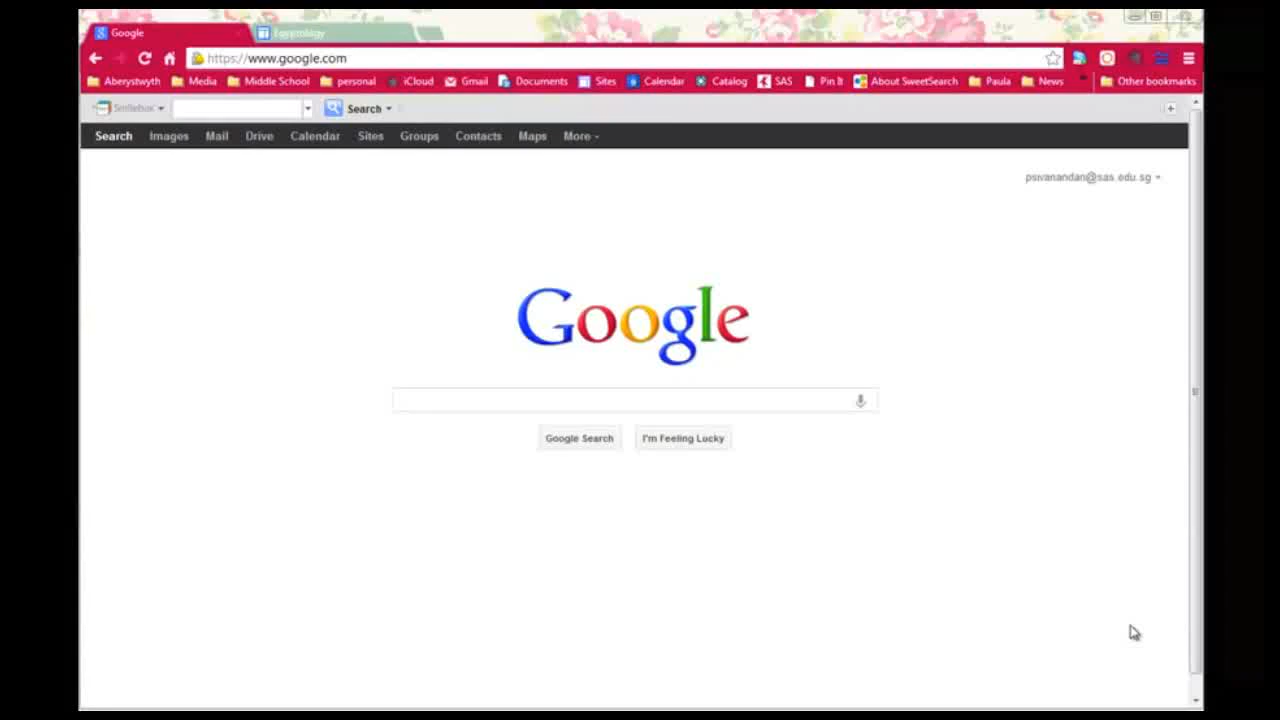 Google
Egyptology
https://www.google.com
Aberystwyth Media Middle School personal iCloud Gmail Documents Sites Calendar Catalog SAS Pin It About SweetSearch Paula News » Other bookmarks
Smilebox Search
Search Images Mail Drive Calendar Sites Groups Contacts Maps More
psivanandan@sas.edu.sg
Google
Google Search I'm Feeling Lucky